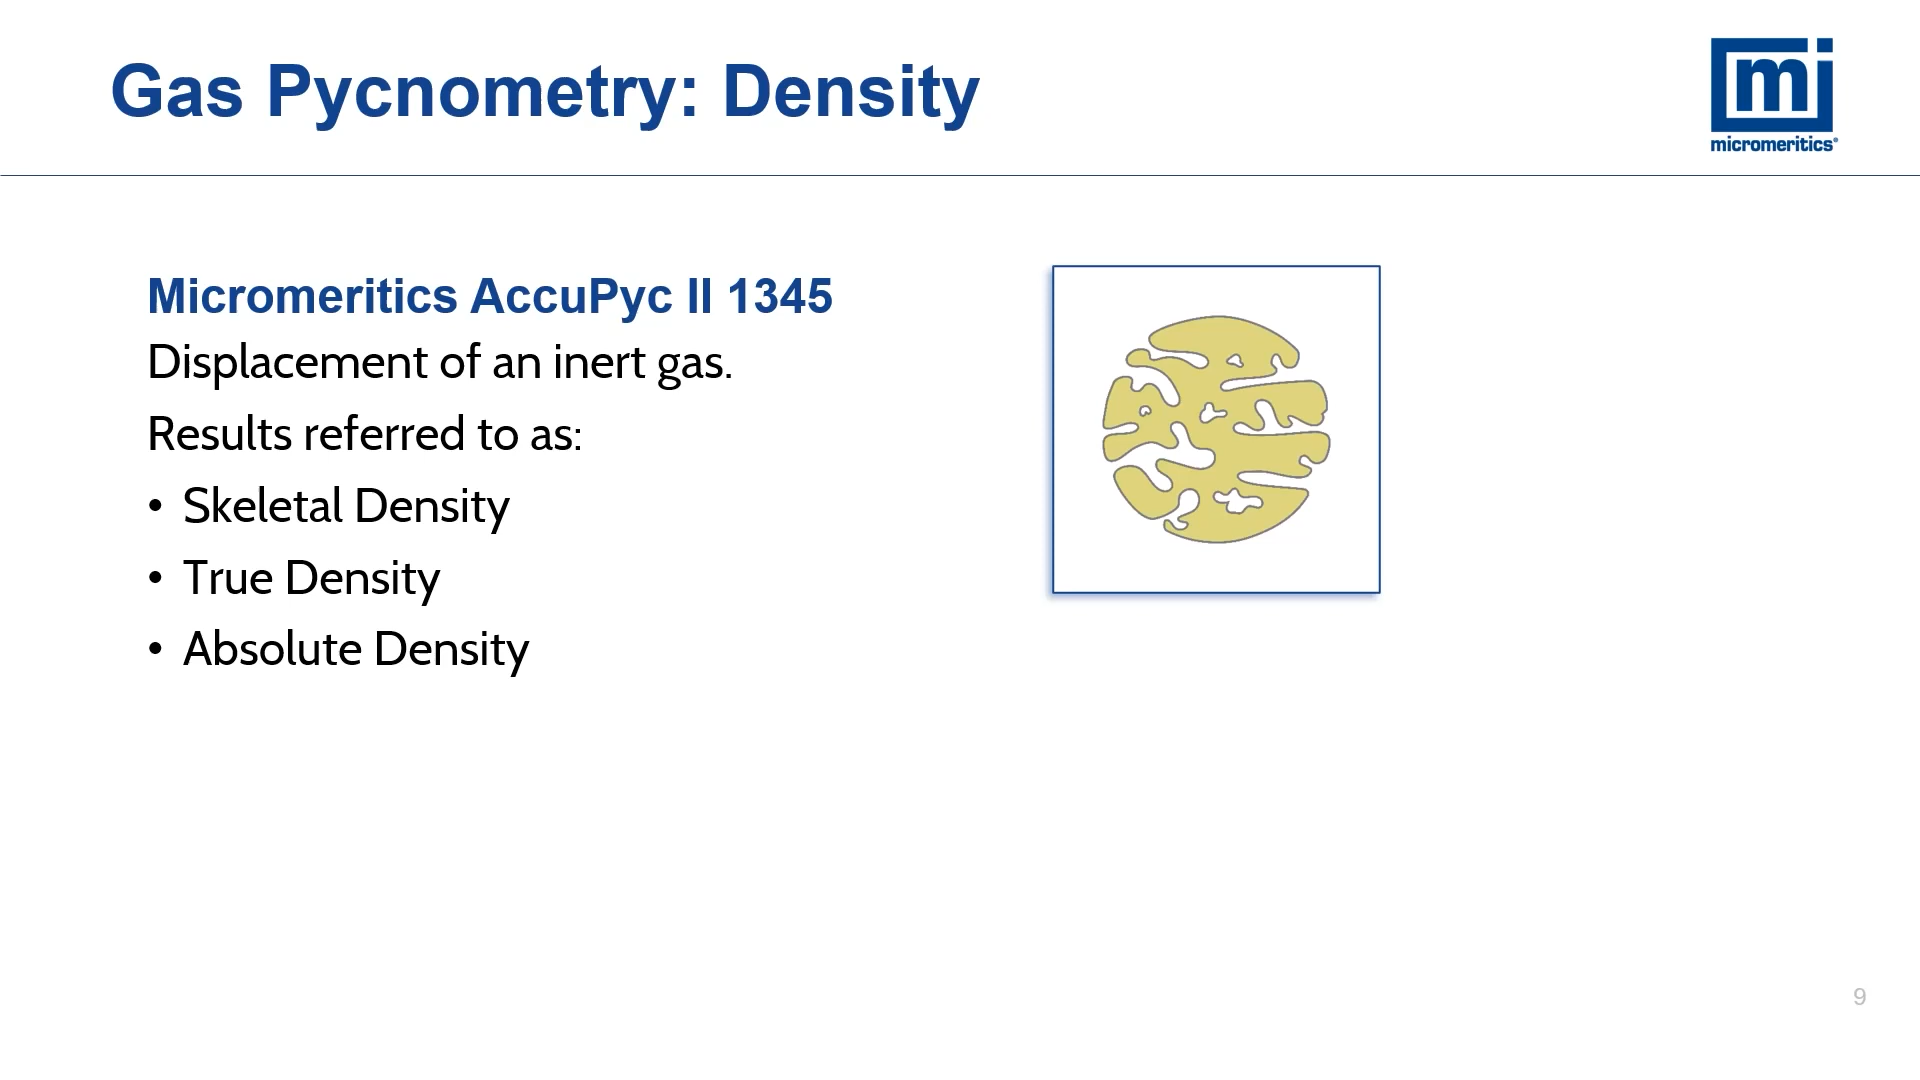 Gas Pycnometry: Density
mi
micromeritics®
Micromeritics AccuPyc II 1345
Displacement of an inert gas.
Results referred to as:
• Skeletal Density
• True Density
• Absolute Density
9